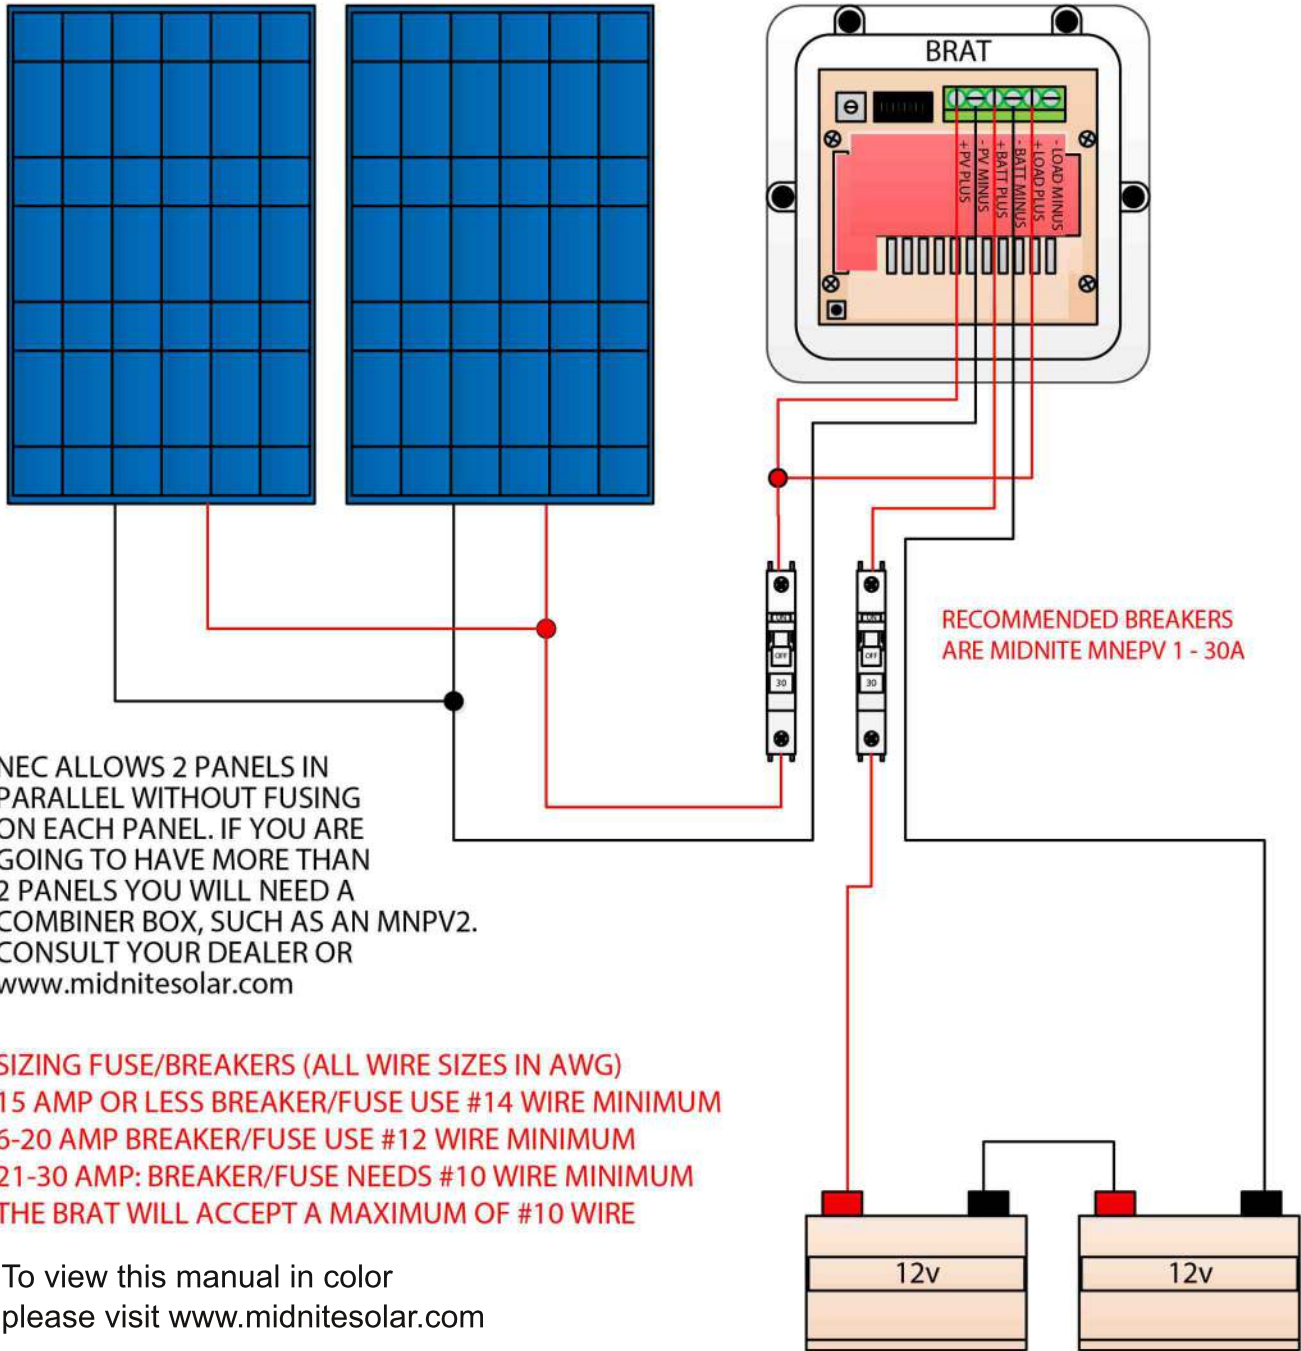 BRAT
+ PV PLUS
- PV MINUS
+ BATT PLUS
- BATT MINUS
+ LOAD PLUS
- LOAD MINUS
ON
OFF
30
ON
OFF
30
RECOMMENDED BREAKERS
ARE MIDNITE MNEPV 1 - 30A
NEC ALLOWS 2 PANELS IN
PARALLEL WITHOUT FUSING
ON EACH PANEL. IF YOU ARE
GOING TO HAVE MORE THAN
2 PANELS YOU WILL NEED A
COMBINER BOX, SUCH AS AN MNPV2.
CONSULT YOUR DEALER OR
www.midnitesolar.com
SIZING FUSE/BREAKERS (ALL WIRE SIZES IN AWG)
15 AMP OR LESS BREAKER/FUSE USE #14 WIRE MINIMUM
6-20 AMP BREAKER/FUSE USE #12 WIRE MINIMUM
21-30 AMP: BREAKER/FUSE NEEDS #10 WIRE MINIMUM
THE BRAT WILL ACCEPT A MAXIMUM OF #10 WIRE
To view this manual in color
please visit www.midnitesolar.com
12v
12v